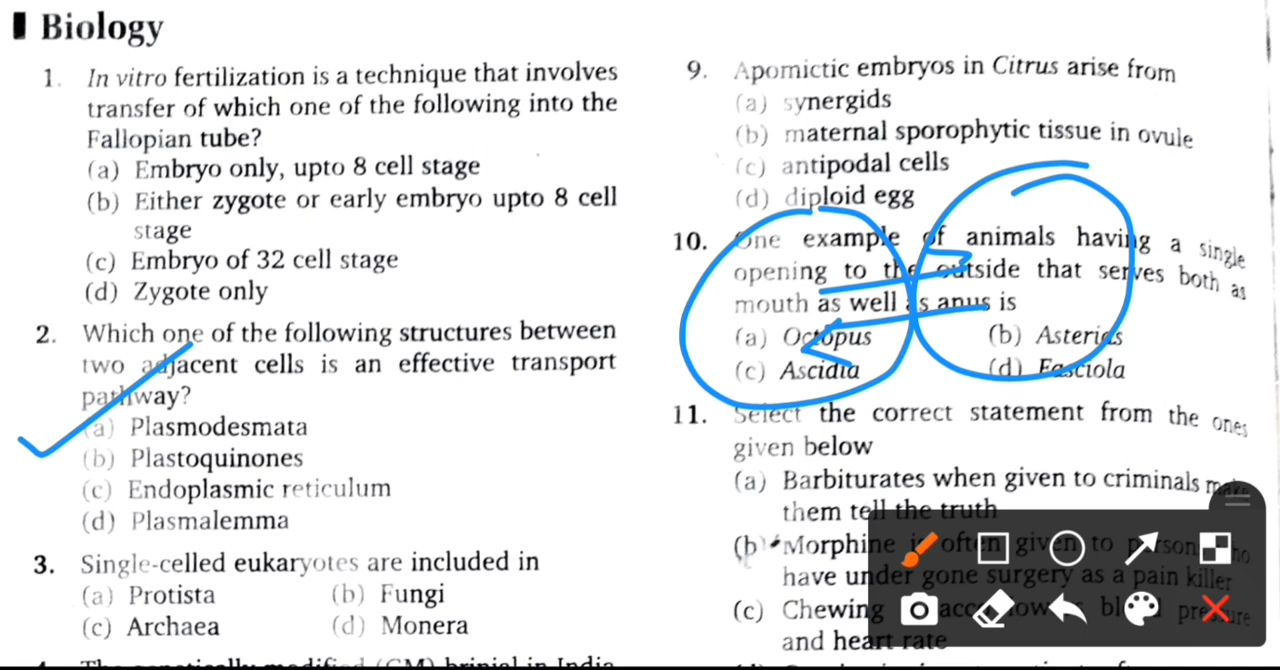 Biology
1. In vitro fertilization is a technique that involves
transfer of which one of the following into the
Fallopian tube?
(a) Embryo only, upto 8 cell stage
(b) Either zygote or early embryo upto 8 cell
stage
(c) Embryo of 32 cell stage
(d) Zygote only
2. Which one of the following structures between
two adjacent cells is an effective transport
pathway?
(a) Plasmodesmata
(b) Plastoquinones
(c) Endoplasmic reticulum
(d) Plasmalemma
3. Single-celled eukaryotes are included in
(a) Protista (b) Fungi
(c) Archaea (d) Monera
9. Apomictic embryos in Citrus arise from
(a) synergids
(b) maternal sporophytic tissue in ovule
(c) antipodal cells
(d) diploid egg
10. One example of animals having a single
opening to the outside that serves both as
mouth as well as anus is
(a) Octopus (b) Asterias
(c) Ascidia (d) Fasciola
11. Select the correct statement from the ones
given below
(a) Barbiturates when given to criminals make
them tell the truth
(b) Morphine is often given to persons who
have under gone surgery as a pain killer
(c) Chewing blood pressure
and heart rate